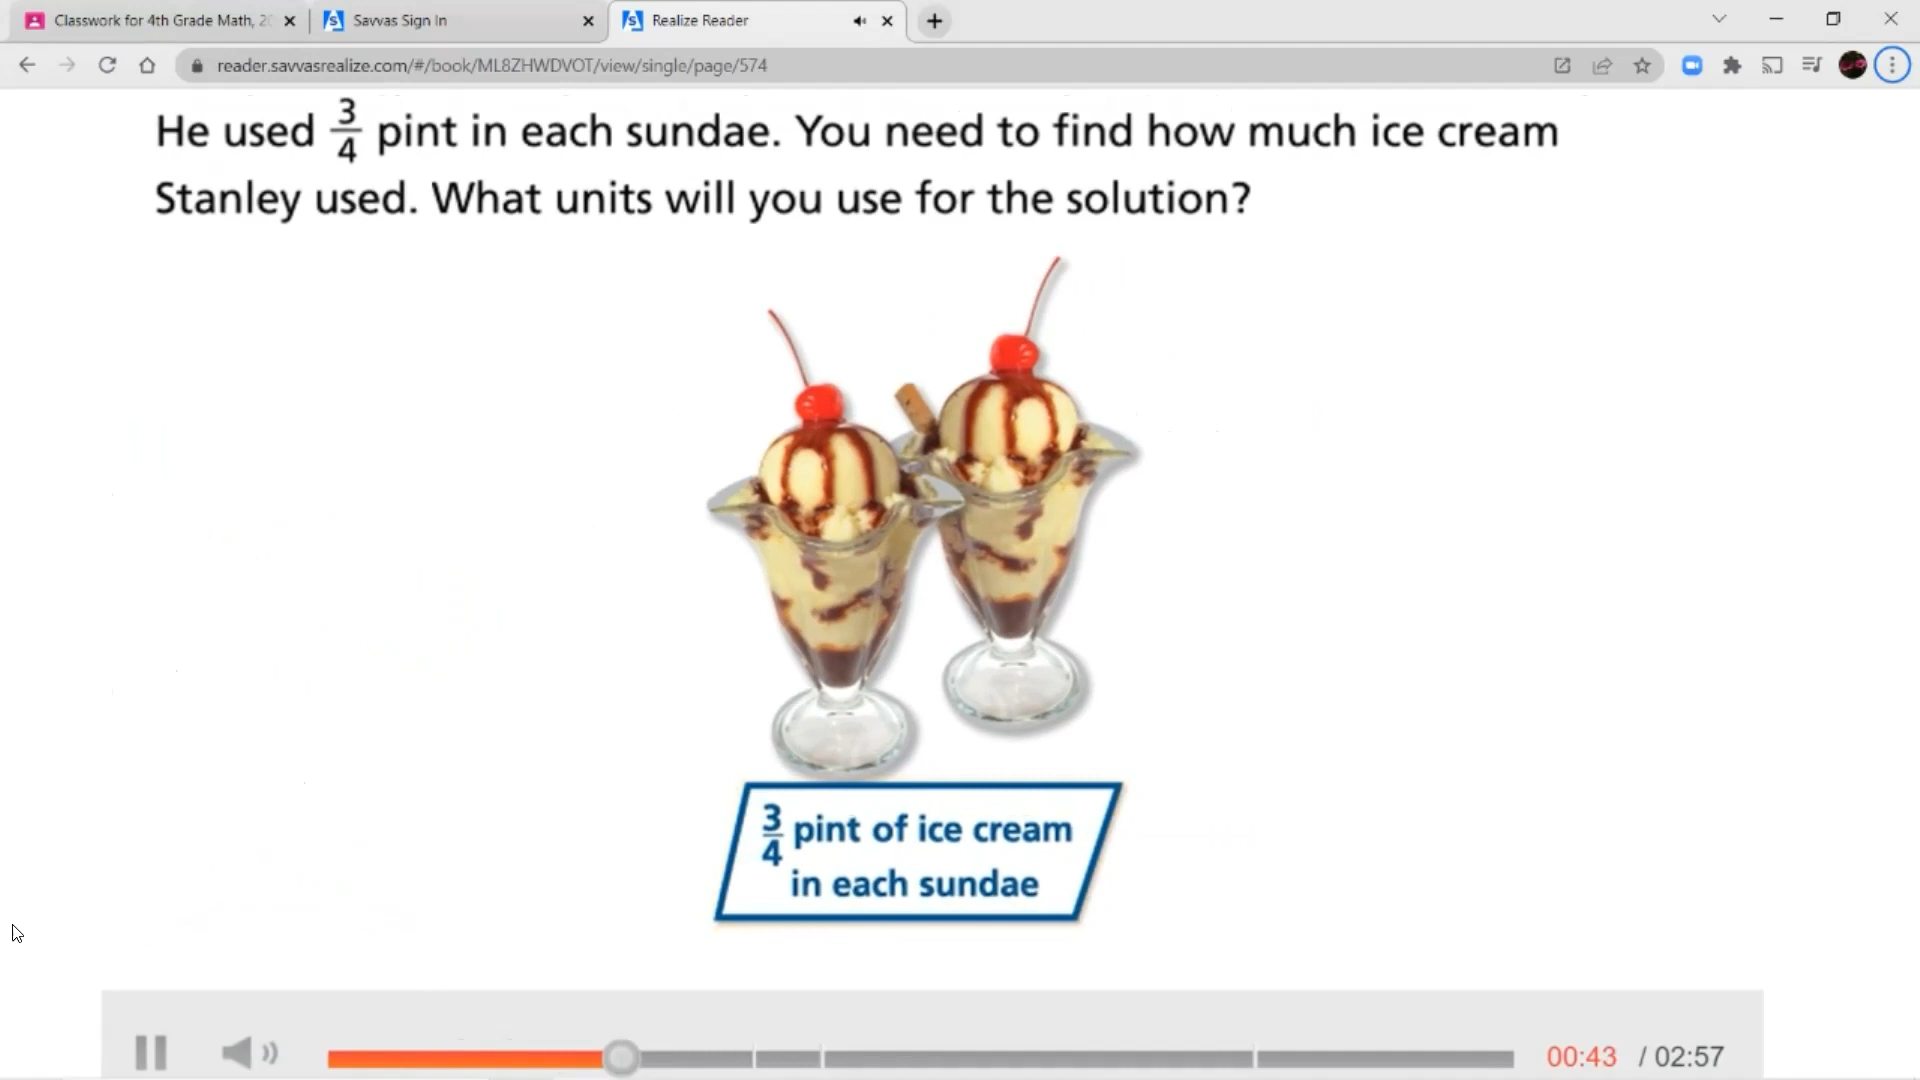 Classwork for 4th Grade Math, 20
Savvas Sign In
Realize Reader
reader.savvasrealize.com/#/book/ML8ZHWDVOT/view/single/page/574
He used 3/4 pint in each sundae. You need to find how much ice cream
Stanley used. What units will you use for the solution?
3/4 pint of ice cream
in each sundae
00:43 / 02:57